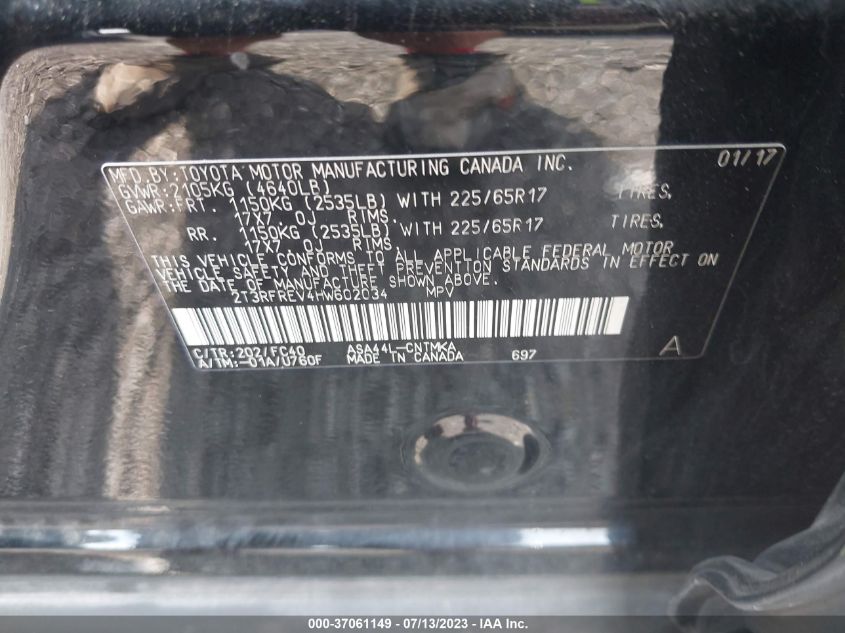 MFD.BY:TOYOTA MOTOR MANUFACTURING CANADA INC. 01/17
GVWR:2105KG (4640LB)
GAWR:FRT. 1150KG (2535LB) WITH 225/65R17 TIRES,
17X7.0J RIMS,
RR. 1150KG (2535LB) WITH 225/65R17 TIRES,
17X7.0J RIMS,
THIS VEHICLE CONFORMS TO ALL APPLICABLE FEDERAL MOTOR
VEHICLE SAFETY AND THEFT PREVENTION STANDARDS IN EFFECT ON
THE DATE OF MANUFACTURE SHOWN ABOVE.
2T3RFREV4HW602034 MPV
C/TR:202/FC40 ASA44L-CNTMKA
A/TM:-01A/U760F MADE IN CANADA 697 A
000-37061149 - 07/13/2023 - IAA Inc.